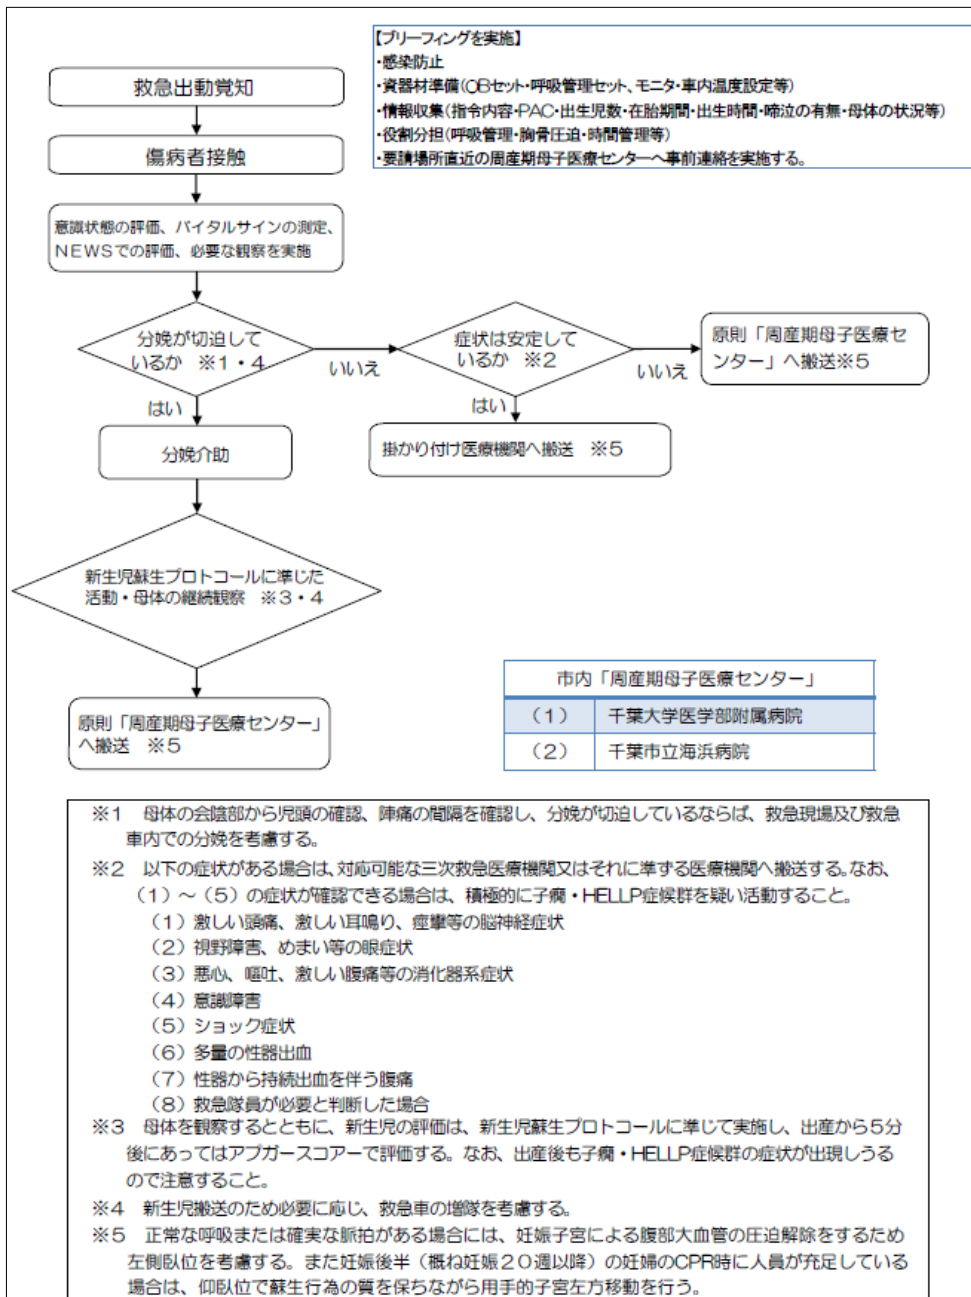 【ブリーフィングを実施】
・感染防止
・資器材準備(OBセット・呼吸管理セット、モニタ・車内温度設定等)
・情報収集(指令内容・PAC・出生児数・在胎期間・出生時間・啼泣の有無・母体の状況等)
・役割分担(呼吸管理・胸骨圧迫・時間管理等)
・要請場所直近の周産期母子医療センターへ事前連絡を実施する。
救急出動覚知
傷病者接触
意識状態の評価、バイタルサインの測定、
NEWSでの評価、必要な観察を実施
分娩が切迫して
いるか ※1・4
いいえ
症状は安定して
いるか ※2
いいえ
原則「周産期母子医療セ
ンター」へ搬送※5
はい
はい
分娩介助
掛かり付け医療機関へ搬送 ※5
新生児蘇生プロトコールに準じた
活動・母体の継続観察 ※3・4
原則「周産期母子医療センター」
へ搬送 ※5
市内「周産期母子医療センター」
(1) 千葉大学医学部附属病院
(2) 千葉市立海浜病院
※1 母体の会陰部から児頭の確認、陣痛の間隔を確認し、分娩が切迫しているならば、救急現場及び救急
車内での分娩を考慮する。
※2 以下の症状がある場合は、対応可能な三次救急医療機関又はそれに準ずる医療機関へ搬送する。なお、
(1)～(5)の症状が確認できる場合は、積極的に子癇・HELLP症候群を疑い活動すること。
(1)激しい頭痛、激しい耳鳴り、痙攣等の脳神経症状
(2)視野障害、めまい等の眼症状
(3)悪心、嘔吐、激しい腹痛等の消化器系症状
(4)意識障害
(5)ショック症状
(6)多量の性器出血
(7)性器から持続出血を伴う腹痛
(8)救急隊員が必要と判断した場合
※3 母体を観察するとともに、新生児の評価は、新生児蘇生プロトコールに準じて実施し、出産から5分
後にあってはアプガースコアーで評価する。なお、出産後も子癇・HELLP症候群の症状が出現しうる
ので注意すること。
※4 新生児搬送のため必要に応じ、救急車の増隊を考慮する。
※5 正常な呼吸または確実な脈拍がある場合には、妊娠子宮による腹部大血管の圧迫解除をするため
左側臥位を考慮する。また妊娠後半(概ね妊娠20週以降)の妊婦のCPR時に人員が充足している
場合は、仰臥位で蘇生行為の質を保ちながら用手的子宮左方移動を行う。